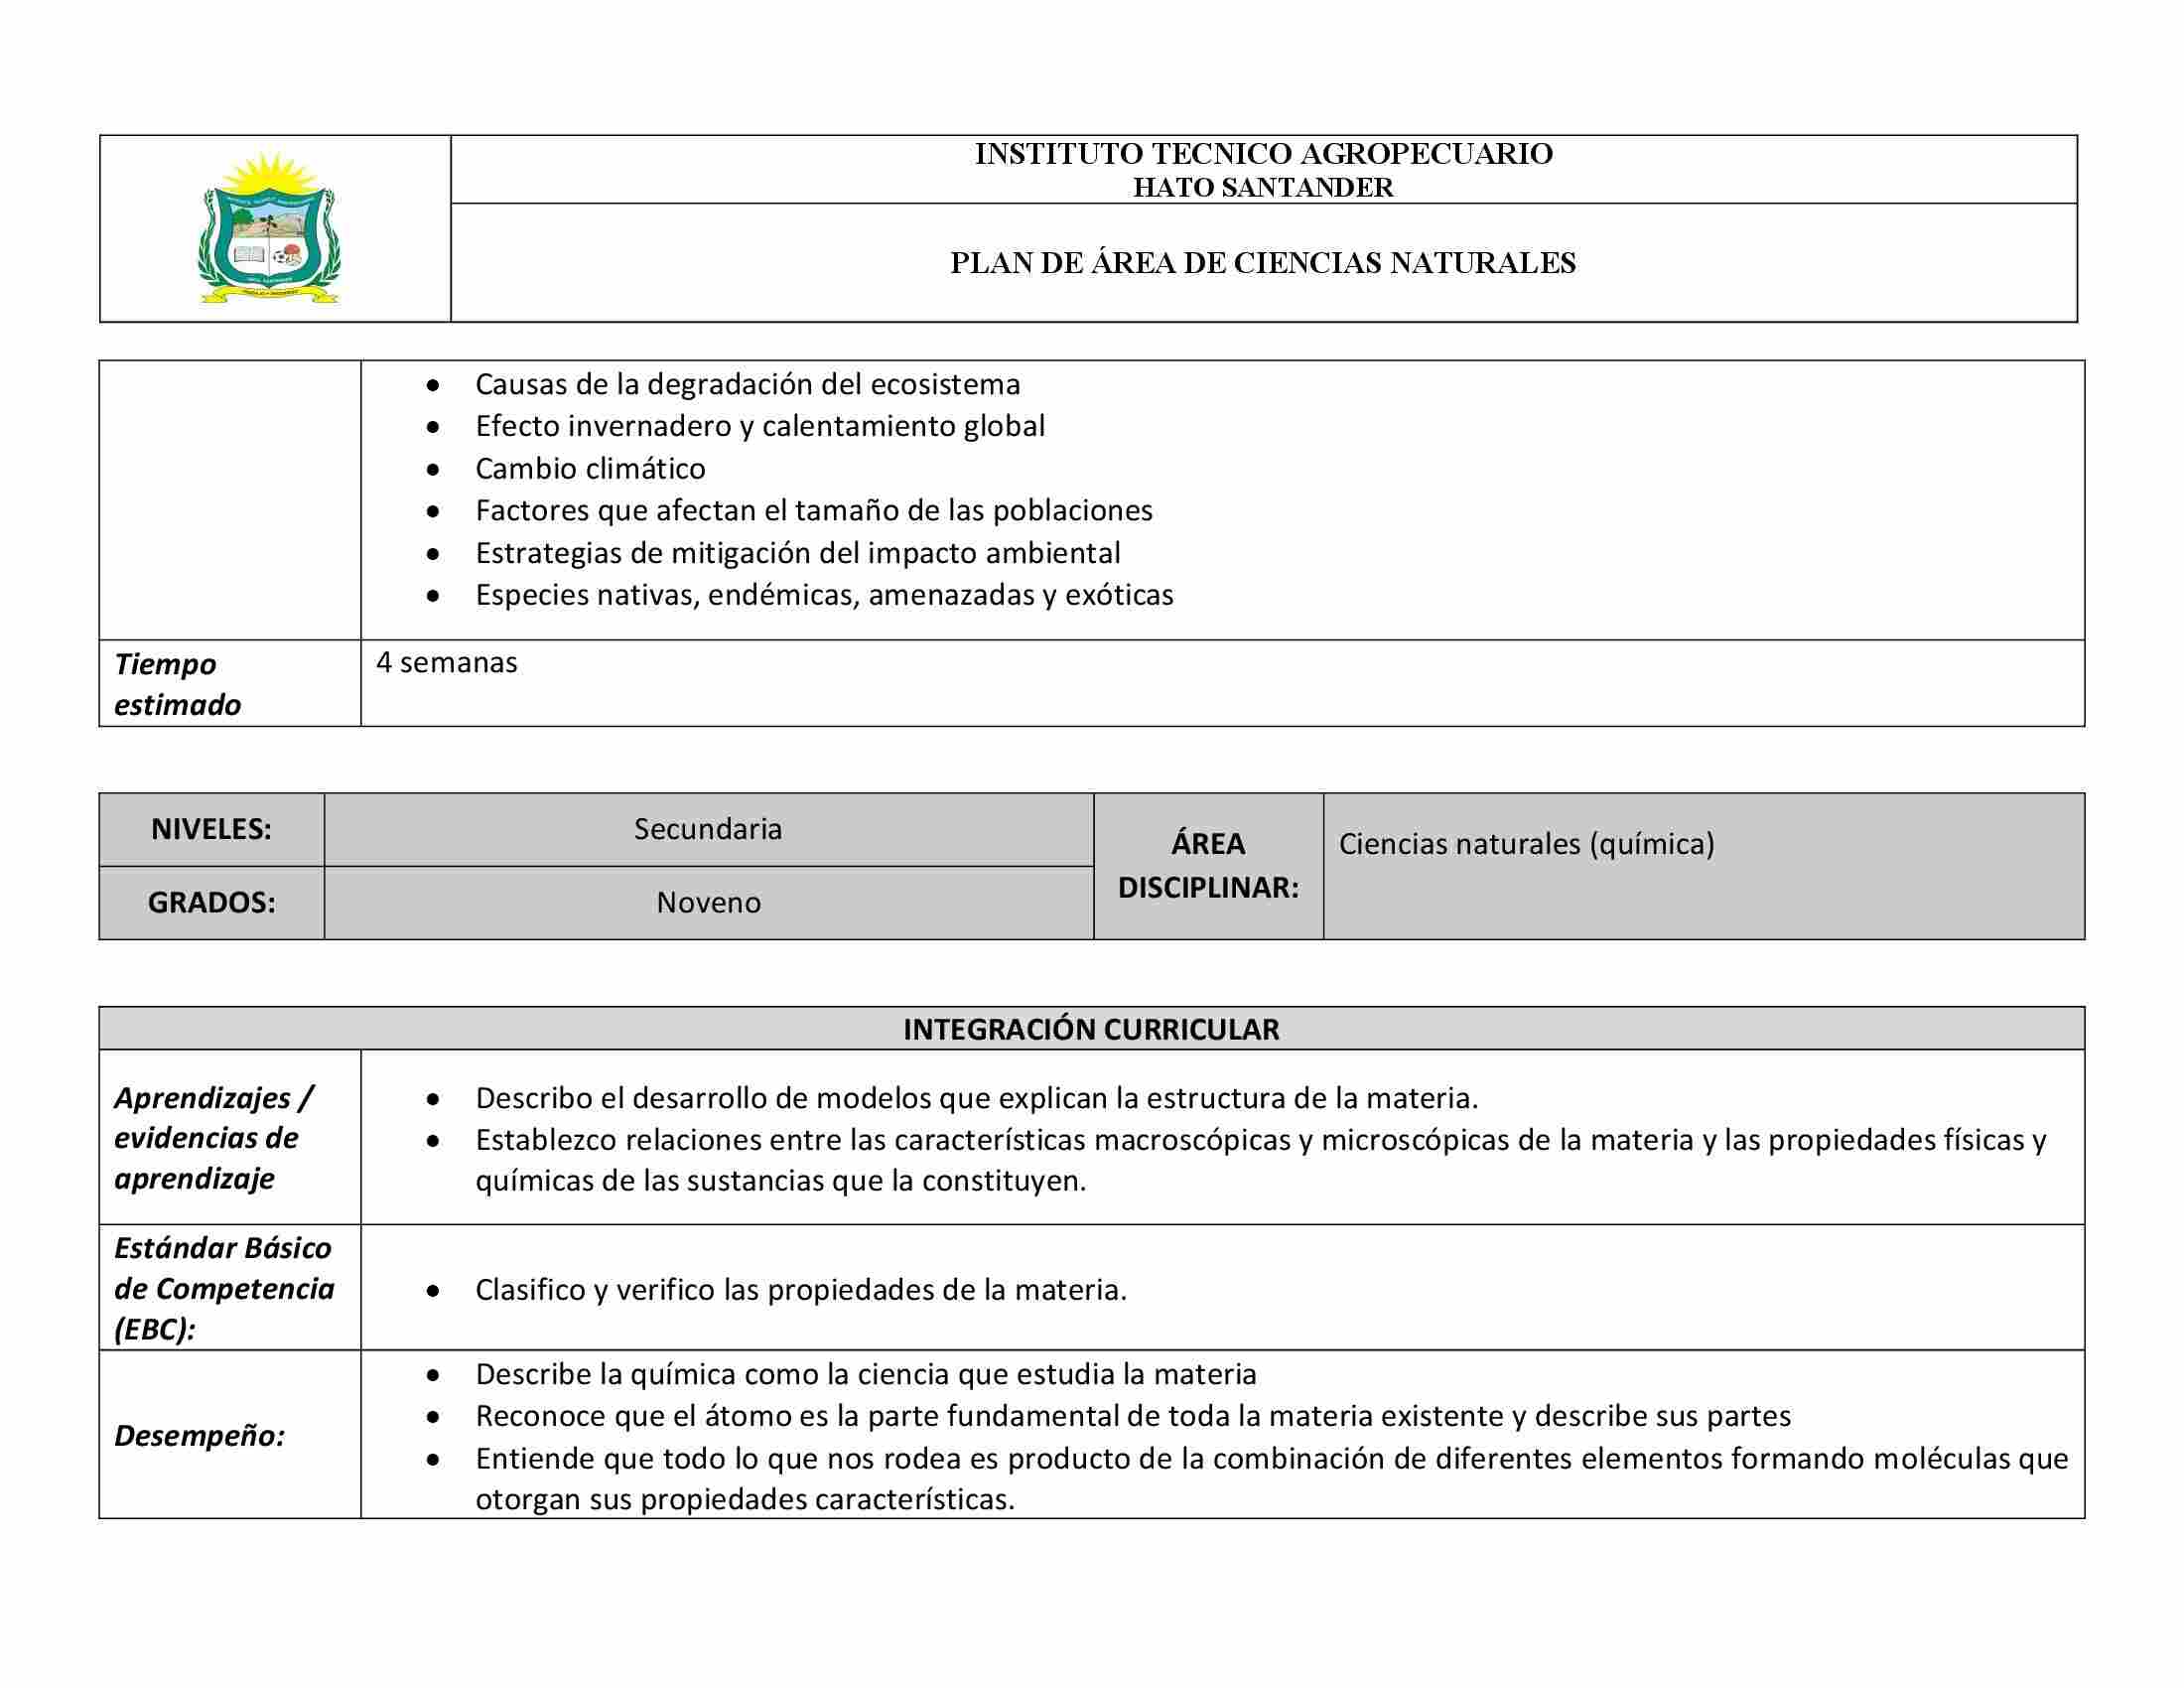 INSTITUTO TECNICO AGROPECUARIO
HATO SANTANDER
PLAN DE ÁREA DE CIENCIAS NATURALES
• Causas de la degradación del ecosistema
• Efecto invernadero y calentamiento global
• Cambio climático
• Factores que afectan el tamaño de las poblaciones
• Estrategias de mitigación del impacto ambiental
• Especies nativas, endémicas, amenazadas y exóticas
Tiempo
estimado
4 semanas
NIVELES:
Secundaria
ÁREA
DISCIPLINAR:
Ciencias naturales (química)
GRADOS:
Noveno
INTEGRACIÓN CURRICULAR
Aprendizajes /
evidencias de
aprendizaje
• Describo el desarrollo de modelos que explican la estructura de la materia.
• Establezco relaciones entre las características macroscópicas y microscópicas de la materia y las propiedades físicas y
químicas de las sustancias que la constituyen.
Estándar Básico
de Competencia
(EBC):
• Clasifico y verifico las propiedades de la materia.
Desempeño:
• Describe la química como la ciencia que estudia la materia
• Reconoce que el átomo es la parte fundamental de toda la materia existente y describe sus partes
• Entiende que todo lo que nos rodea es producto de la combinación de diferentes elementos formando moléculas que
otorgan sus propiedades características.